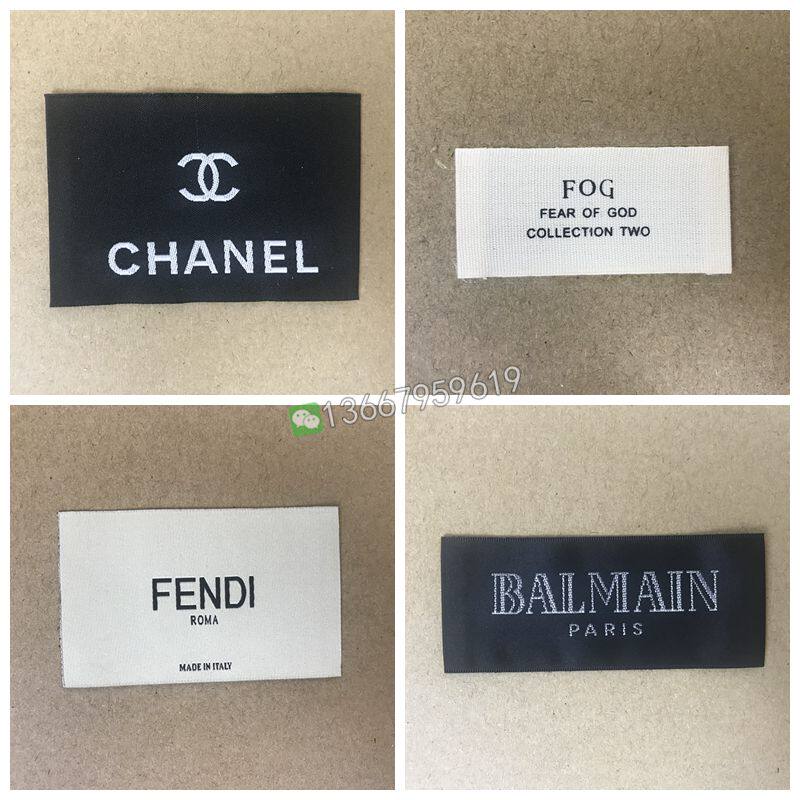 CHANEL
FOG
FEAR OF GOD
COLLECTION TWO
13667959619
FENDI
ROMA
MADE IN ITALY
BALMAIN
PARIS